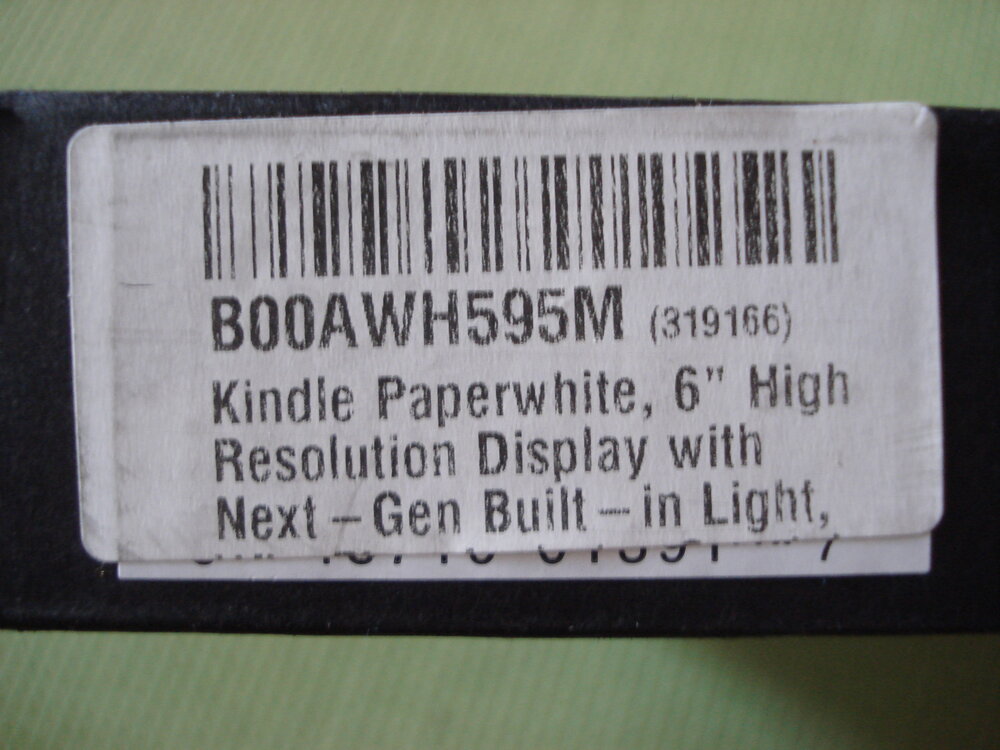 B00AWH595M (319166)
Kindle Paperwhite, 6" High
Resolution Display with
Next-Gen Built-in Light,